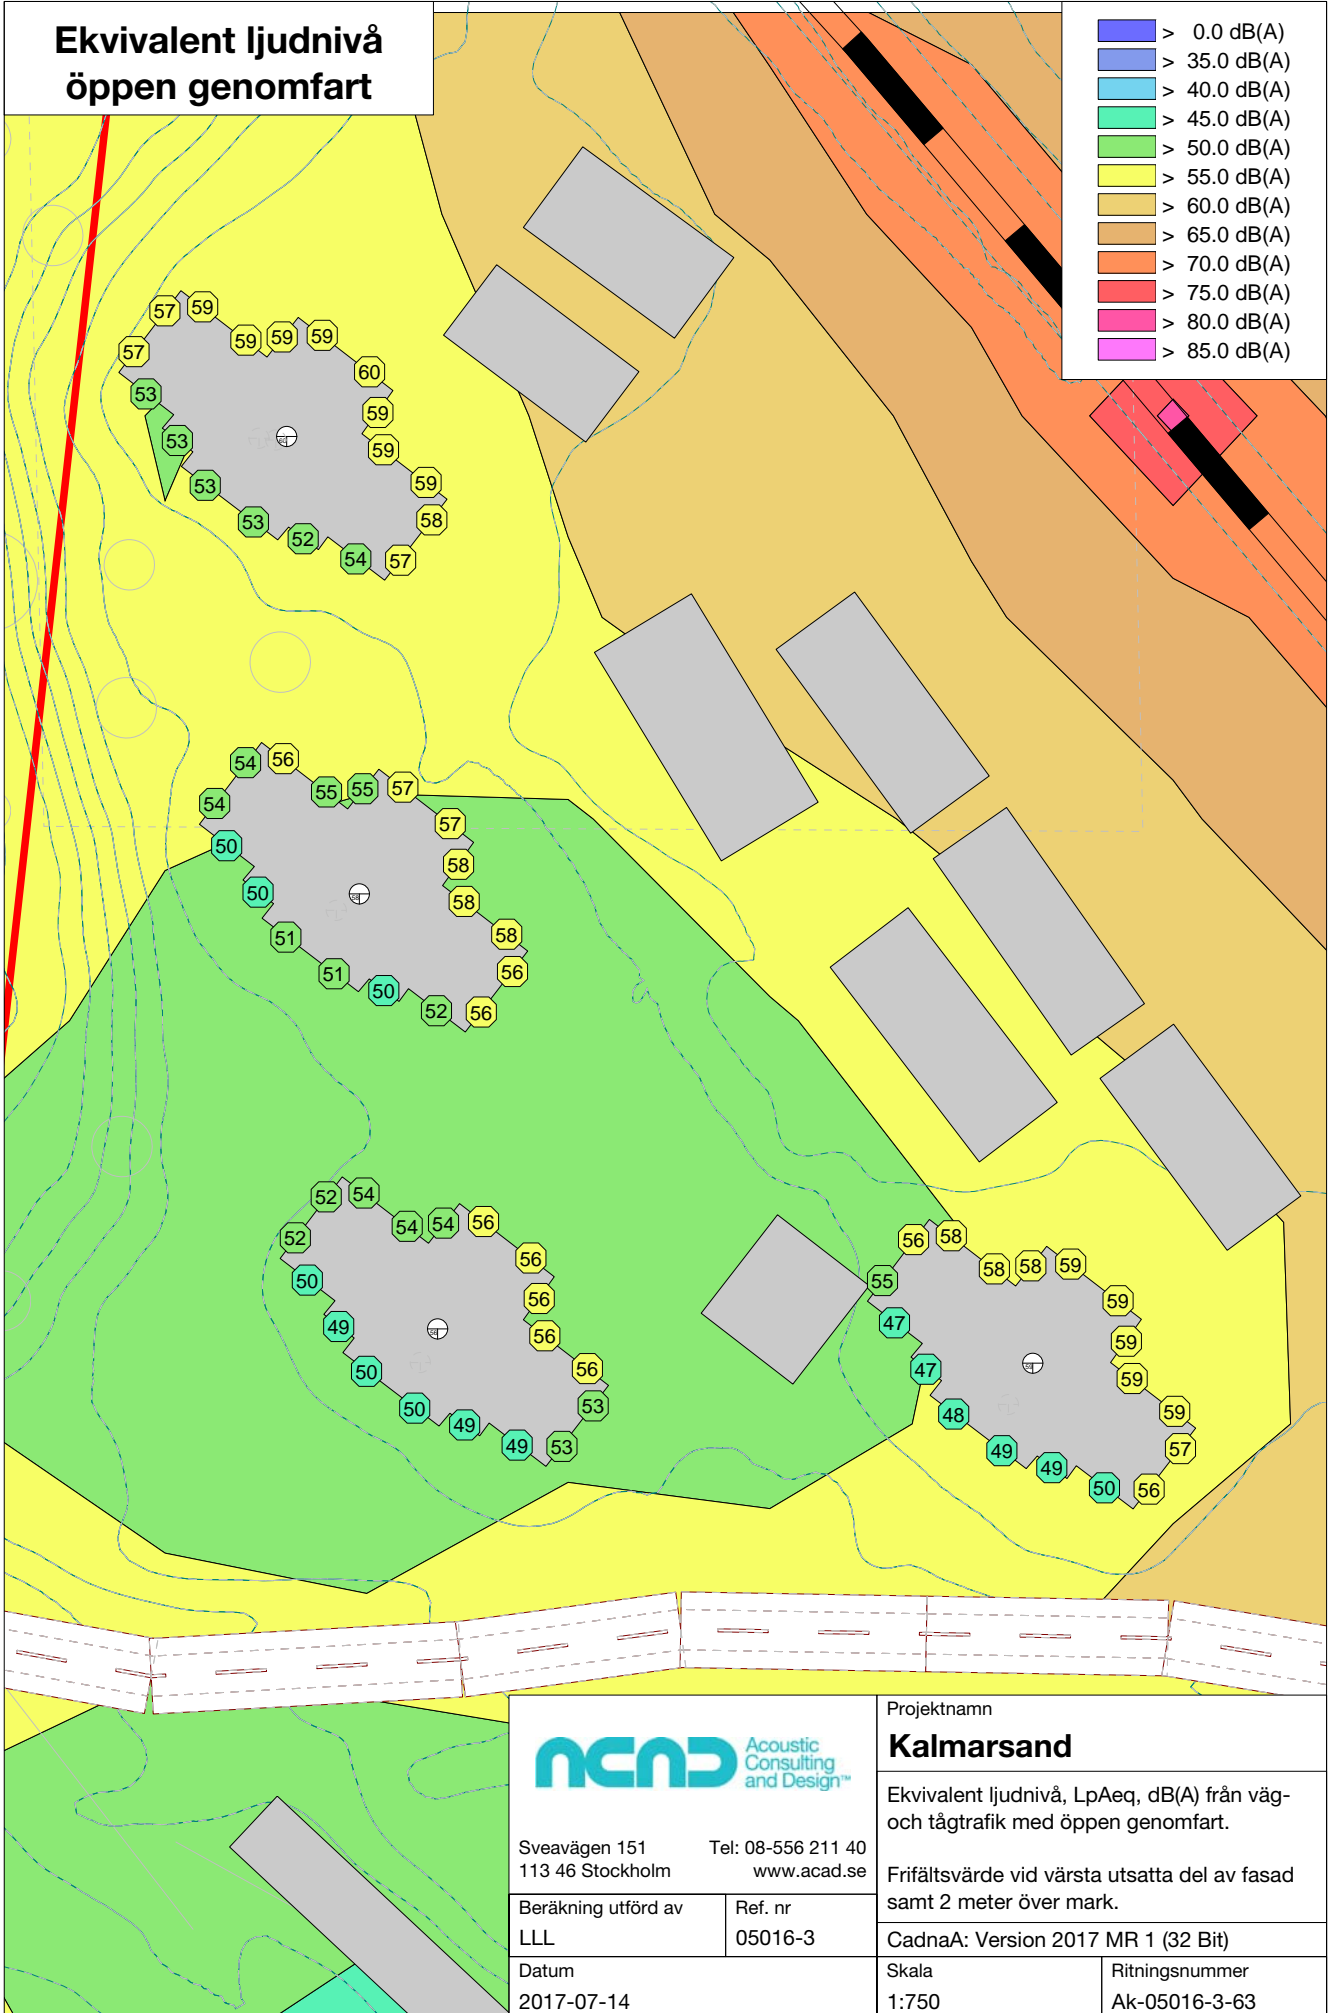 Ekvivalent ljudnivå
öppen genomfart
> 0.0 dB(A)
> 35.0 dB(A)
> 40.0 dB(A)
> 45.0 dB(A)
> 50.0 dB(A)
> 55.0 dB(A)
> 60.0 dB(A)
> 65.0 dB(A)
> 70.0 dB(A)
> 75.0 dB(A)
> 80.0 dB(A)
> 85.0 dB(A)
57
59
59
59
59
57
60
53
59
53
59
53
59
53
58
52
54
57
54
56
55
55
57
54
57
50
58
50
58
51
58
51
56
50
52
56
52
54
54
54
56
52
56
50
56
49
56
50
56
50
53
49
49
53
56
58
58
58
59
55
59
47
59
47
59
48
59
49
57
49
50
56
ACAD
Acoustic
Consulting
and Design™
Sveavägen 151 Tel: 08-556 211 40
113 46 Stockholm www.acad.se
Beräkning utförd av
LLL
Ref. nr
05016-3
Datum
2017-07-14
Projektnamn
Kalmarsand
Ekvivalent ljudnivå, LpAeq, dB(A) från väg-
och tågtrafik med öppen genomfart.
Frifältsvärde vid värsta utsatta del av fasad
samt 2 meter över mark.
CadnaA: Version 2017 MR 1 (32 Bit)
Skala
1:750
Ritningsnummer
Ak-05016-3-63